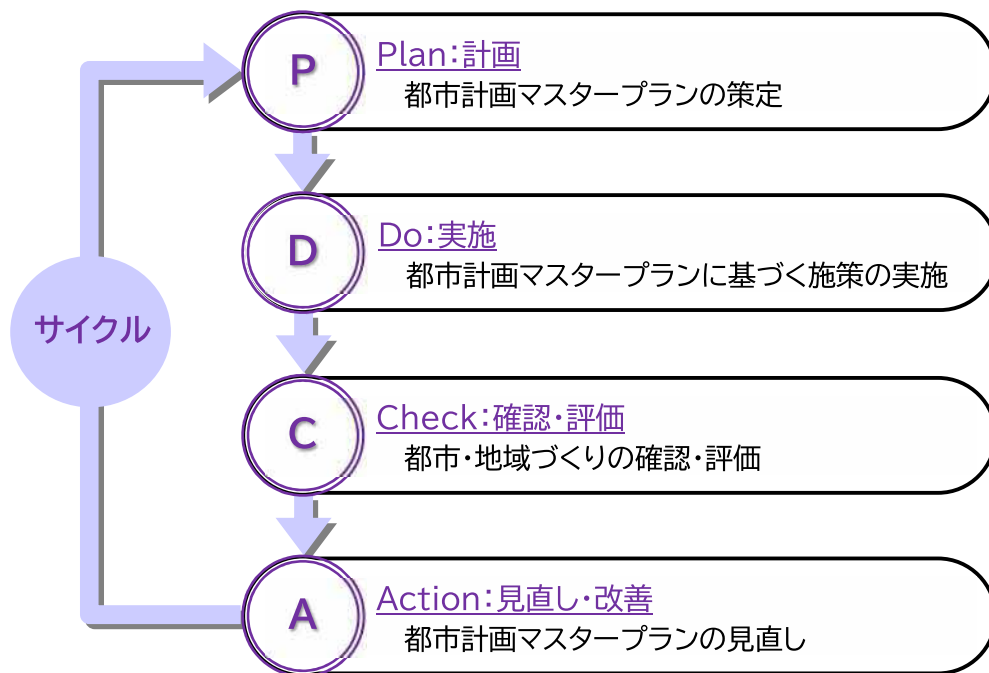 P
Plan：計画
都市計画マスタープランの策定
D
Do：実施
都市計画マスタープランに基づく施策の実施
サイクル
C
Check：確認・評価
都市・地域づくりの確認・評価
A
Action：見直し・改善
都市計画マスタープランの見直し